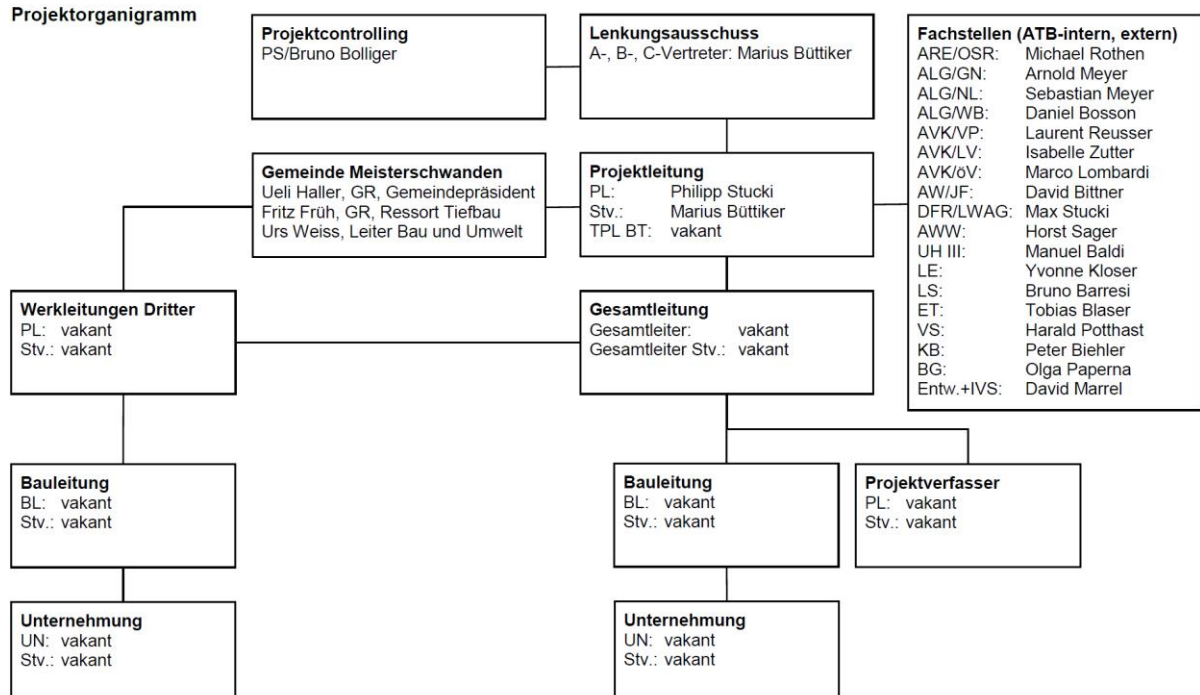 Projektorganigramm
Projektcontrolling
PS/Bruno Bolliger
Lenkungsausschuss
A-, B-, C-Vertreter: Marius Büttiker
Fachstellen (ATB-intern, extern)
ARE/OSR: Michael Rothen
ALG/GN: Arnold Meyer
ALG/NL: Sebastian Meyer
ALG/WB: Daniel Bosson
AVK/VP: Laurent Reusser
AVK/LV: Isabelle Zutter
AVK/öV: Marco Lombardi
AW/JF: David Bittner
DFR/LWAG: Max Stucki
AWW: Horst Sager
UH III: Manuel Baldi
LE: Yvonne Kloser
LS: Bruno Barresi
ET: Tobias Blaser
VS: Harald Potthast
KB: Peter Biehler
BG: Olga Paperna
Entw.+IVS: David Marrel
Gemeinde Meisterschwanden
Ueli Haller, GR, Gemeindepräsident
Fritz Früh, GR, Ressort Tiefbau
Urs Weiss, Leiter Bau und Umwelt
Projektleitung
PL: Philipp Stucki
Stv.: Marius Büttiker
TPL BT: vakant
Werkleitungen Dritter
PL: vakant
Stv.: vakant
Gesamtleitung
Gesamtleiter: vakant
Gesamtleiter Stv.: vakant
Bauleitung
BL: vakant
Stv.: vakant
Bauleitung
BL: vakant
Stv.: vakant
Projektverfasser
PL: vakant
Stv.: vakant
Unternehmung
UN: vakant
Stv.: vakant
Unternehmung
UN: vakant
Stv.: vakant